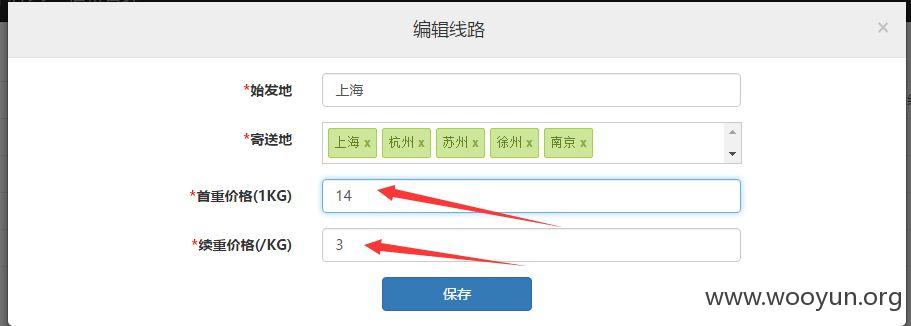 编辑线路 ×
*始发地 上海
*寄送地 上海 x 杭州 x 苏州 x 徐州 x 南京 x
*首重价格(1KG) 14
*续重价格(/KG) 3
保存
www.wooyun.org